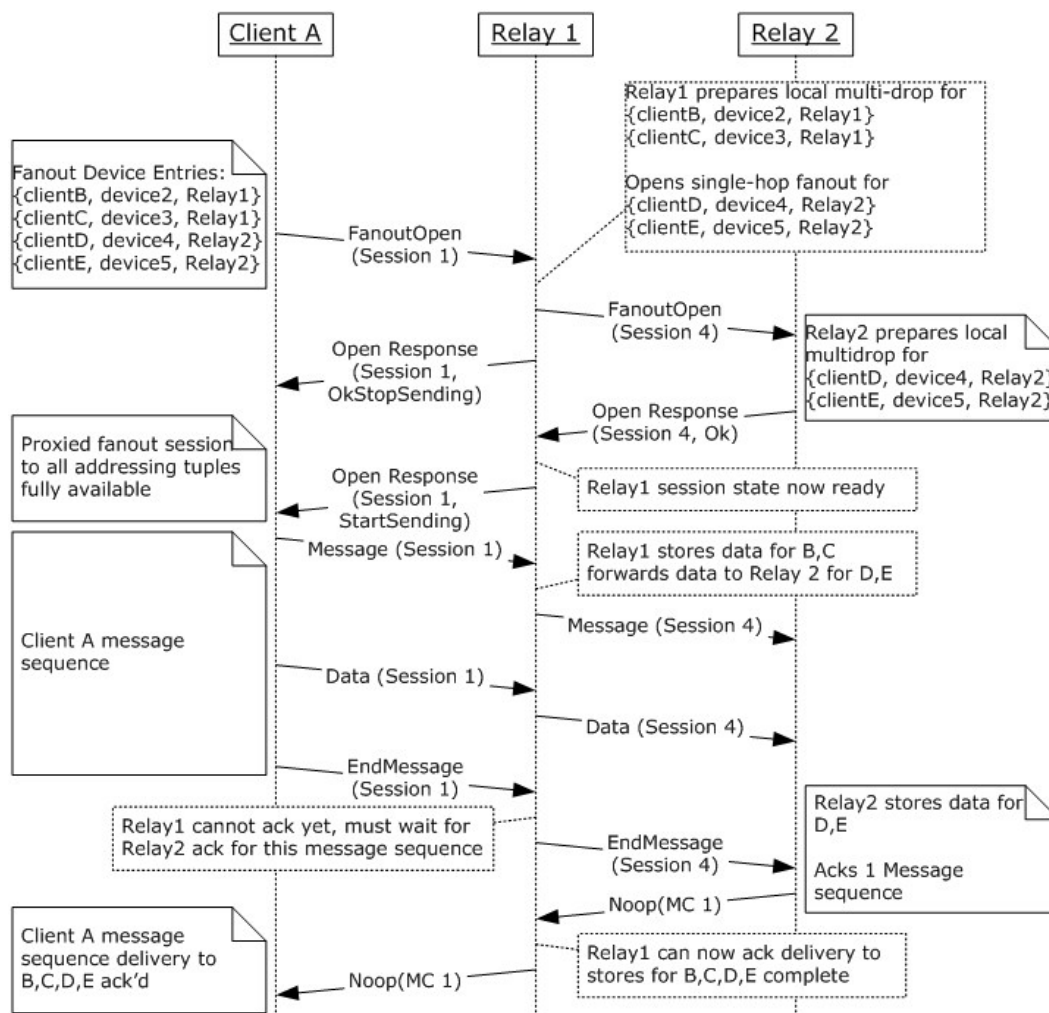 Client A
Relay 1
Relay 2
Relay1 prepares local multi-drop for
{clientB, device2, Relay1}
{clientC, device3, Relay1}
Opens single-hop fanout for
{clientD, device4, Relay2}
{clientE, device5, Relay2}
Fanout Device Entries:
{clientB, device2, Relay1}
{clientC, device3, Relay1}
{clientD, device4, Relay2}
{clientE, device5, Relay2}
FanoutOpen
(Session 1)
FanoutOpen
(Session 4)
Relay2 prepares local
multidrop for
{clientD, device4, Relay2}
{clientE, device5, Relay2}
Open Response
(Session 1,
OkStopSending)
Open Response
(Session 4, Ok)
Proxied fanout session
to all addressing tuples
fully available
Relay1 session state now ready
Open Response
(Session 1,
StartSending)
Message (Session 1)
Relay1 stores data for B,C
forwards data to Relay 2 for D,E
Message (Session 4)
Client A message
sequence
Data (Session 1)
Data (Session 4)
EndMessage
(Session 1)
Relay1 cannot ack yet, must wait for
Relay2 ack for this message sequence
EndMessage
(Session 4)
Relay2 stores data for
D,E
Acks 1 Message
sequence
Noop(MC 1)
Client A message
sequence delivery to
B,C,D,E ack'd
Relay1 can now ack delivery to
stores for B,C,D,E complete
Noop(MC 1)